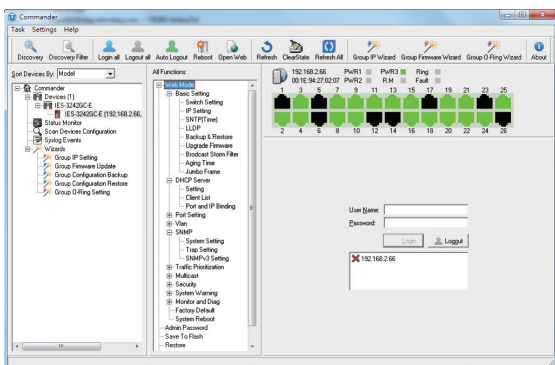 Commander
Task Settings Help
Discovery Discovery Filter Login all Logout all Auto Logout Reboot Open Web Refresh ClearState Refresh All Group IP Wizard Group Firmware Wizard Group O-Ring Wizard About
Sort Devices By: Model
Commander
Devices (1)
IES-3242GC-E
IES-3242GC-E (192.168.2.66,
Status Monitor
Scan Devices Configuration
Syslog Events
Wizards
Group IP Setting
Group Firmware Update
Group Configuration Backup
Group Configuration Restore
Group O-Ring Setting
All Functions:
Web Mode
Basic Setting
Switch Setting
IP Setting
SNTP(Time)
LLDP
Backup & Restore
Upgrade Firmware
Brodcast Storm Filter
Aging Time
Jumbo Frame
DHCP Server
Setting
Client List
Port and IP Binding
Port Setting
Vlan
SNMP
System Setting
Trap Setting
SNMPv3 Setting
Traffic Prioritization
Multicast
Security
System Warning
Monitor and Diag
Factory Default
System Reboot
Admin Password
Save To Flash
Restore
192.168.2.66 PWR1 PWR3 Ring
00:1E:94:27:02:07 PWR2 R.M Fault
1 3 5 7 9 11 13 15 17 19 21 23 25
2 4 6 8 10 12 14 16 18 20 22 24 26
User Name:
Password:
Login Logout
192.168.2.66